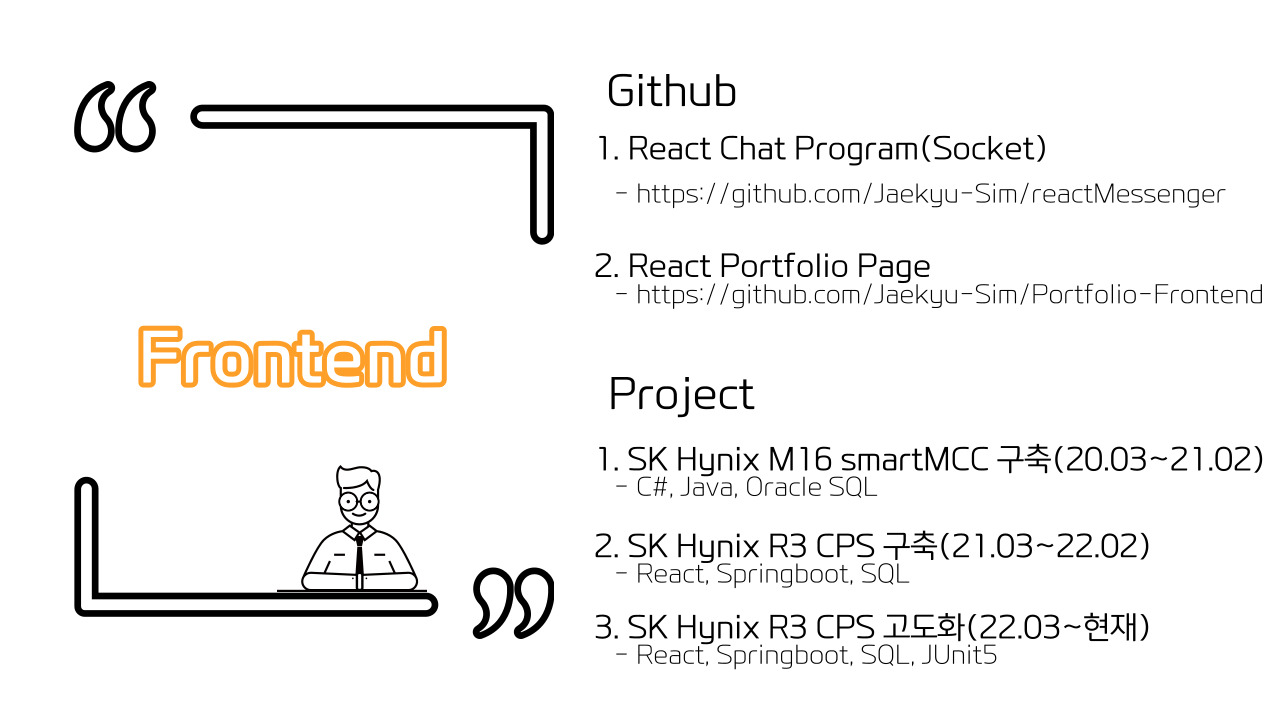 Frontend
Github
1. React Chat Program(Socket)
- https://github.com/Jaekyu-Sim/reactMessenger
2. React Portfolio Page
- https://github.com/Jaekyu-Sim/Portfolio-Frontend
Project
1. SK Hynix M16 smartMCC 구축(20.03~21.02)
- C#, Java, Oracle SQL
2. SK Hynix R3 CPS 구축(21.03~22.02)
- React, Springboot, SQL
3. SK Hynix R3 CPS 고도화(22.03~현재)
- React, Springboot, SQL, JUnit5